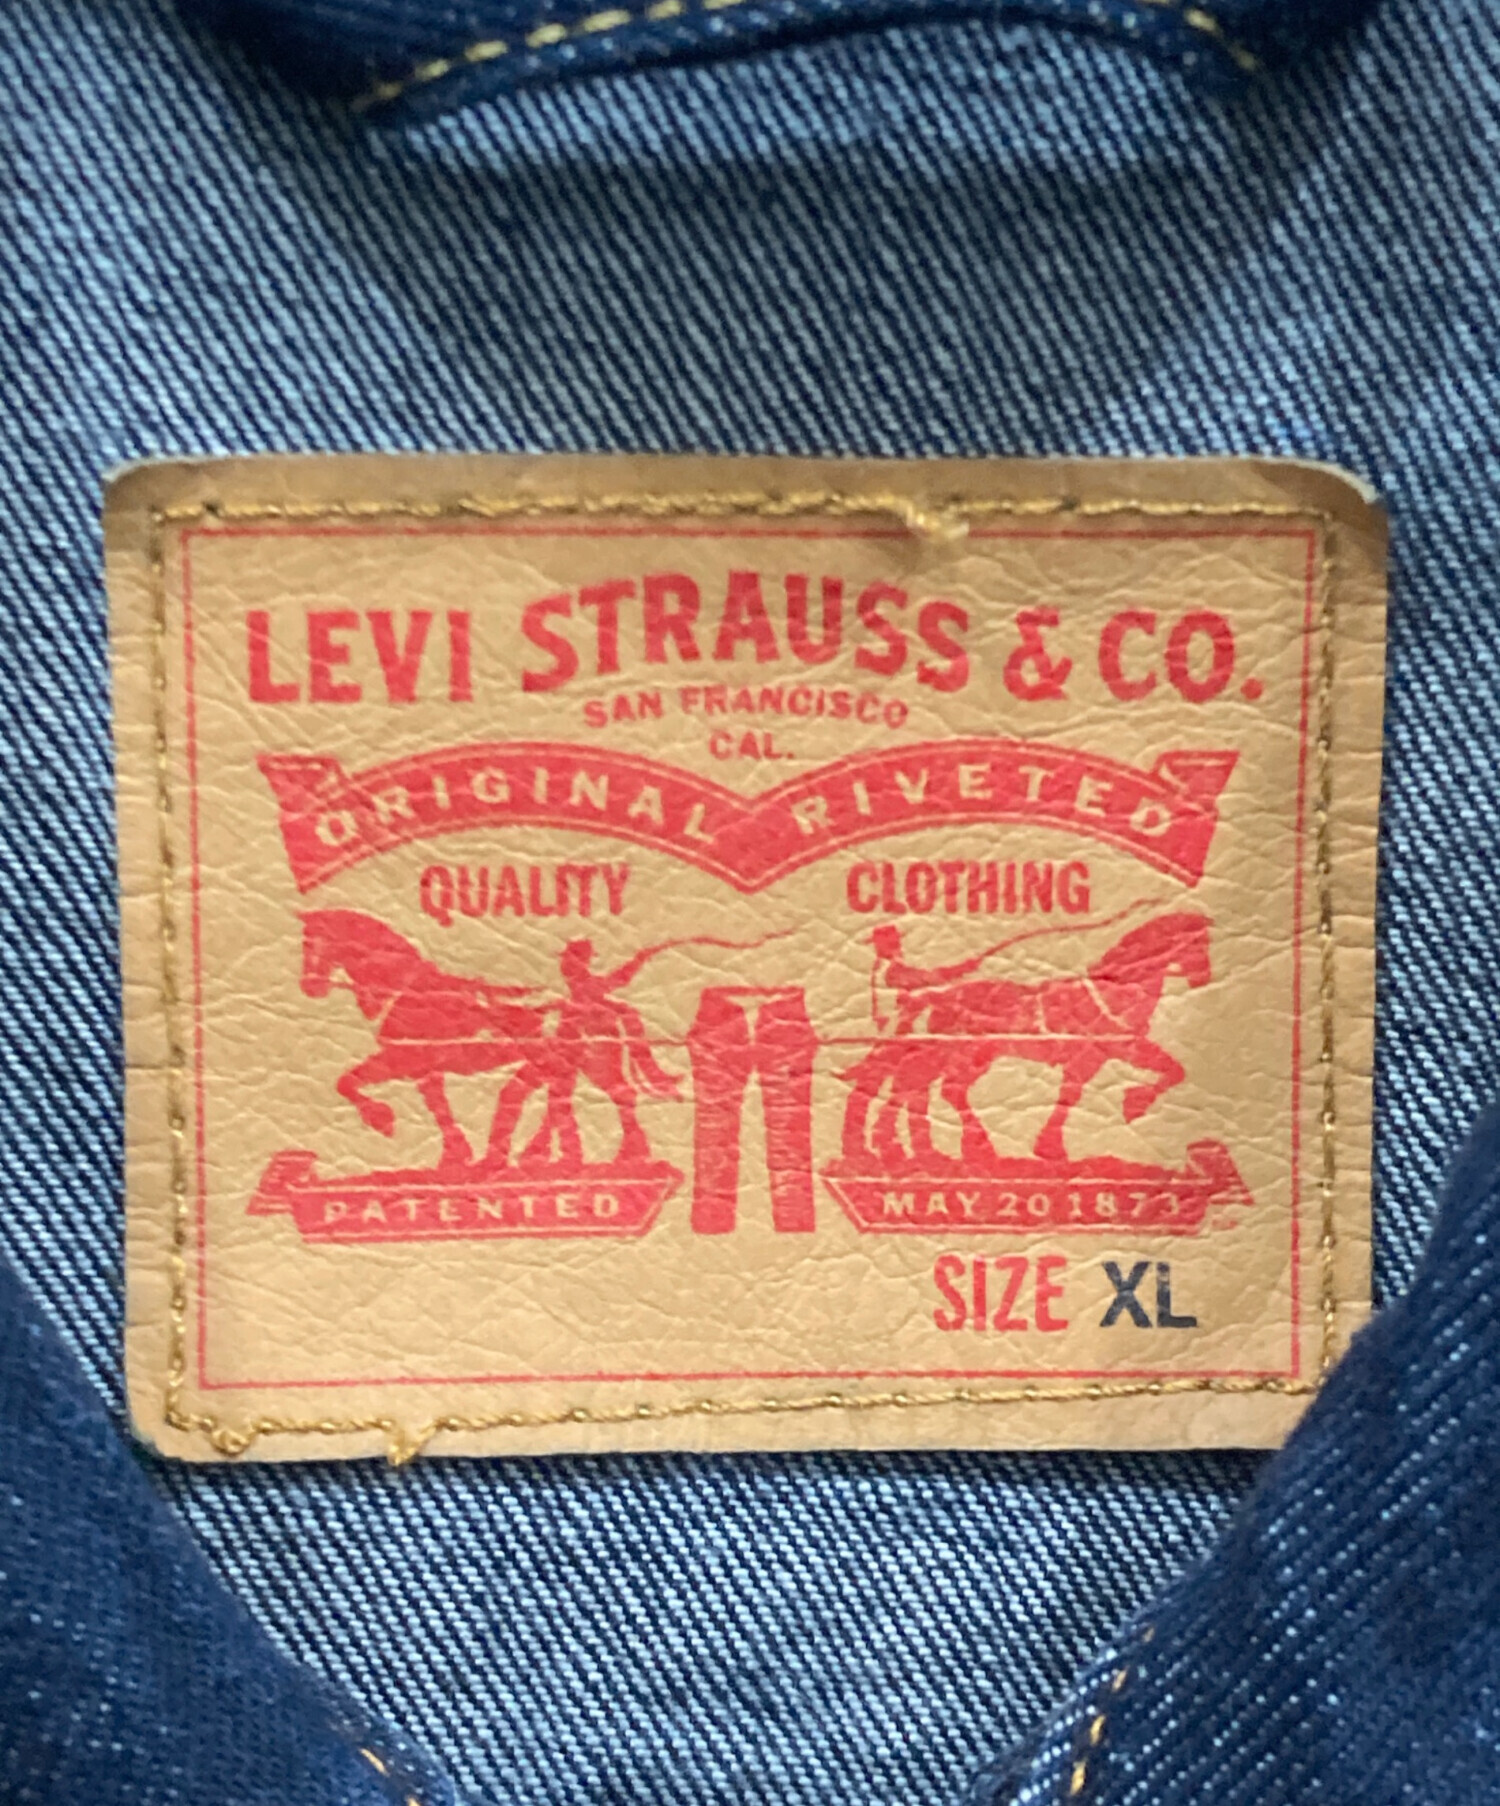 LEVI STRAUSS & CO.
SAN FRANCISCO
CAL.
ORIGINAL RIVETED
QUALITY CLOTHING
PATENTED MAY 20 1873
SIZE XL